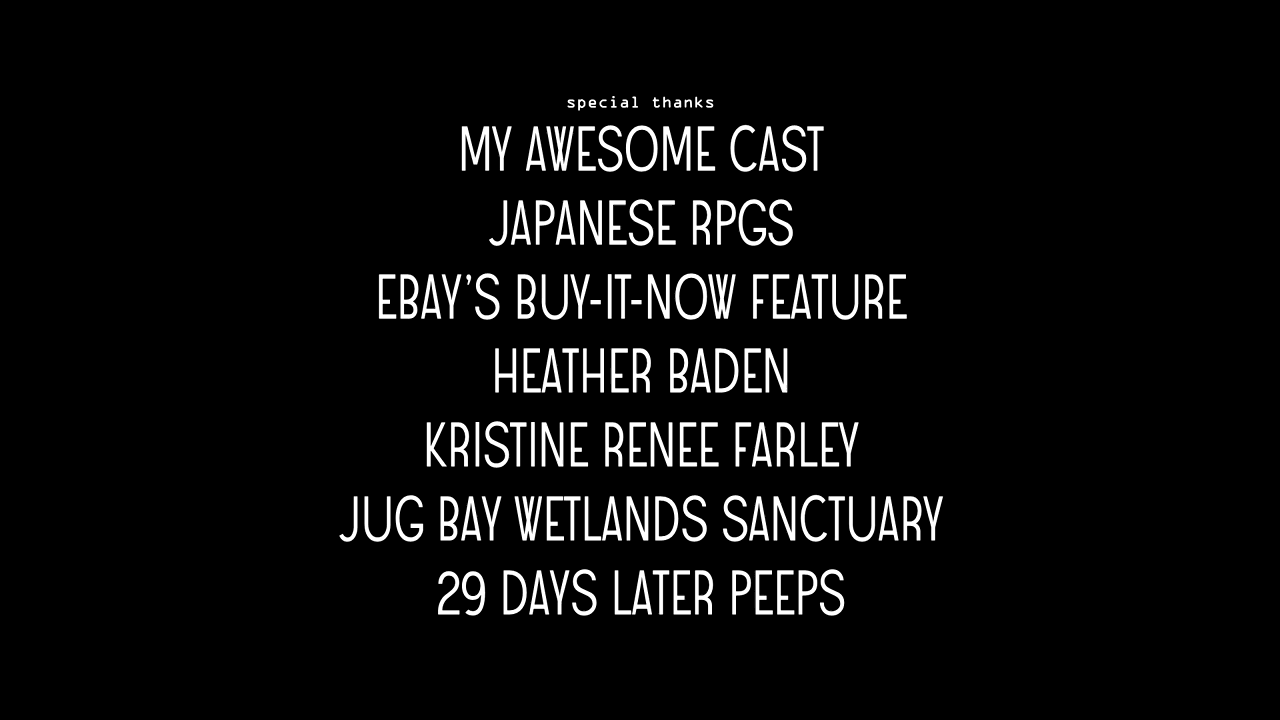 special thanks
MY AWESOME CAST
JAPANESE RPGS
EBAY'S BUY-IT-NOW FEATURE
HEATHER BADEN
KRISTINE RENEE FARLEY
JUG BAY WETLANDS SANCTUARY
29 DAYS LATER PEEPS